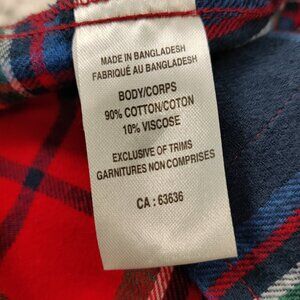 MADE IN BANGLADESH
FABRIQUÉ AU BANGLADESH
BODY/CORPS
90% COTTON/COTON
10% VISCOSE
EXCLUSIVE OF TRIMS
GARNITURES NON COMPRISES
CA : 63636